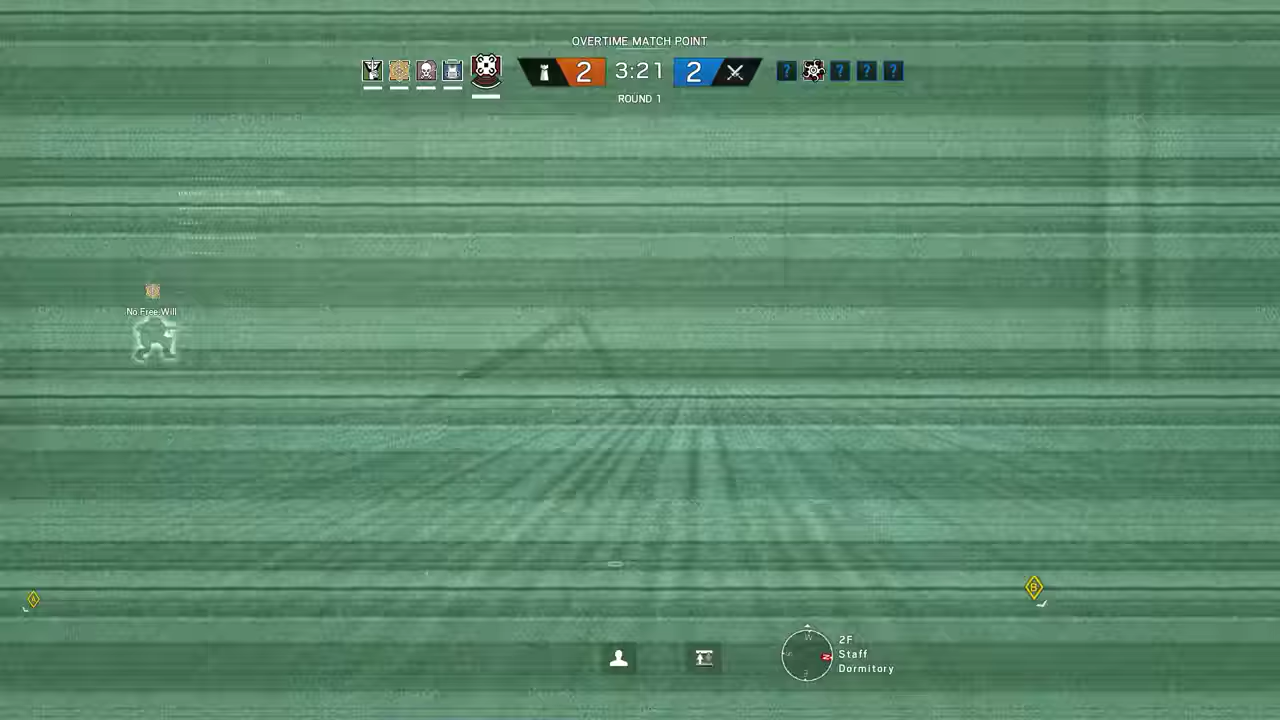 OVERTIME MATCH POINT
2 3:21 2
? ? ? ?
ROUND 1
No Free Will
A
B
W
S
N
2F
Staff
Dormitory